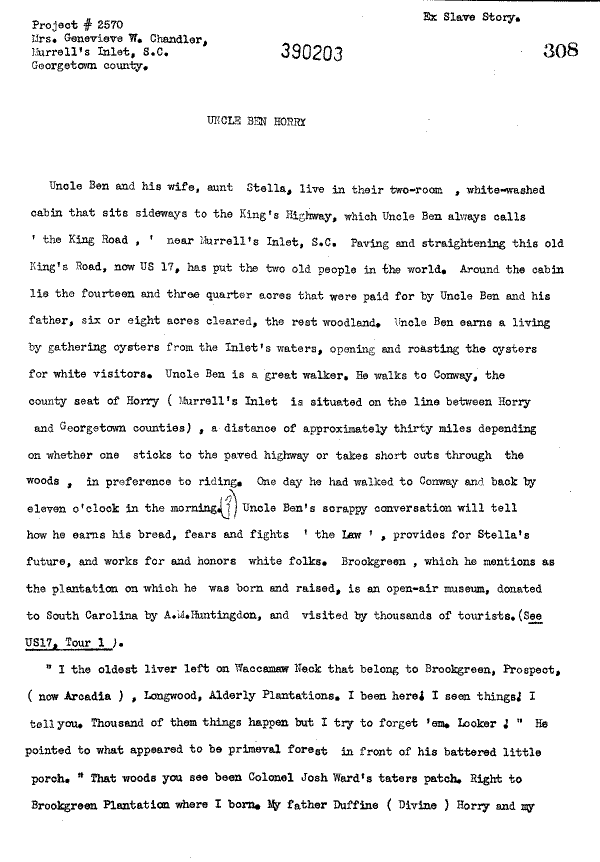 Project # 2570
Mrs. Genevieve W. Chandler,
Murrell's Inlet, S.C.
Georgetown county.
390203
Ex Slave Story.
308
UNCLE BEN HORRY
Uncle Ben and his wife, aunt Stella, live in their two-room , white-washed
cabin that sits sideways to the King's Highway, which Uncle Ben always calls
' the King Road , ' near Murrell's Inlet, S.C. Paving and straightening this old
King's Road, now US 17, has put the two old people in the world. Around the cabin
lie the fourteen and three quarter acres that were paid for by Uncle Ben and his
father, six or eight acres cleared, the rest woodland. Uncle Ben earns a living
by gathering oysters from the Inlet's waters, opening and roasting the oysters
for white visitors. Uncle Ben is a great walker. He walks to Conway, the
county seat of Horry ( Murrell's Inlet is situated on the line between Horry
and Georgetown counties) , a distance of approximately thirty miles depending
on whether one sticks to the paved highway or takes short cuts through the
woods , in preference to riding. One day he had walked to Conway and back by
eleven o'clock in the morning.(?) Uncle Ben's scrappy conversation will tell
how he earns his bread, fears and fights ' the Law ' , provides for Stella's
future, and works for and honors white folks. Brookgreen , which he mentions as
the plantation on which he was born and raised, is an open-air museum, donated
to South Carolina by A.M.Huntingdon, and visited by thousands of tourists.(See
US17, Tour 1 ).
" I the oldest liver left on Waccamaw Neck that belong to Brookgreen, Prospect,
( now Arcadia ) , Longwood, Alderly Plantations. I been here! I seen things! I
tell you. Thousand of them things happen but I try to forget 'em. Looker ! " He
pointed to what appeared to be primeval forest in front of his battered little
porch. " That woods you see been Colonel Josh Ward's taters patch. Right to
Brookgreen Plantation where I born. My father Duffine ( Divine ) Horry and my